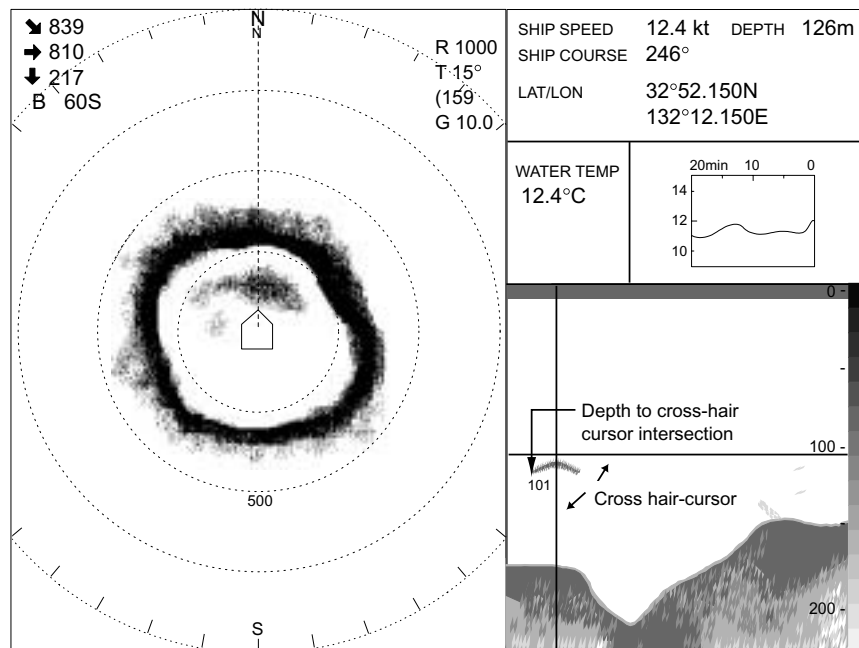 N
N
839
810
217
B 60S
R 1000
T 15°
(159
G 10.0
500
S
SHIP SPEED 12.4 kt DEPTH 126m
SHIP COURSE 246°
LAT/LON 32°52.150N
132°12.150E
WATER TEMP
12.4°C
20min 10 0
14
12
10
0 -
-
100 -
-
200 -
Depth to cross-hair
cursor intersection
101
Cross hair-cursor